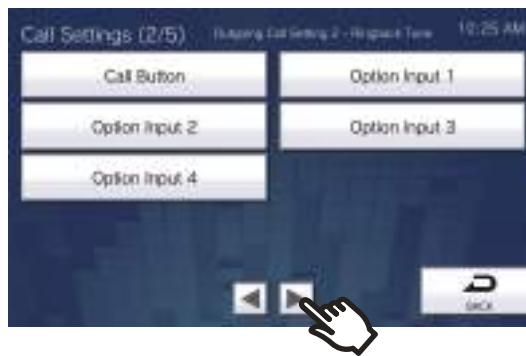 Call Settings (2/5) Outgoing Call Setting 2 - Ringback Tone 10:25 AM
Call Button Option Input 1
Option Input 2 Option Input 3
Option Input 4
BACK